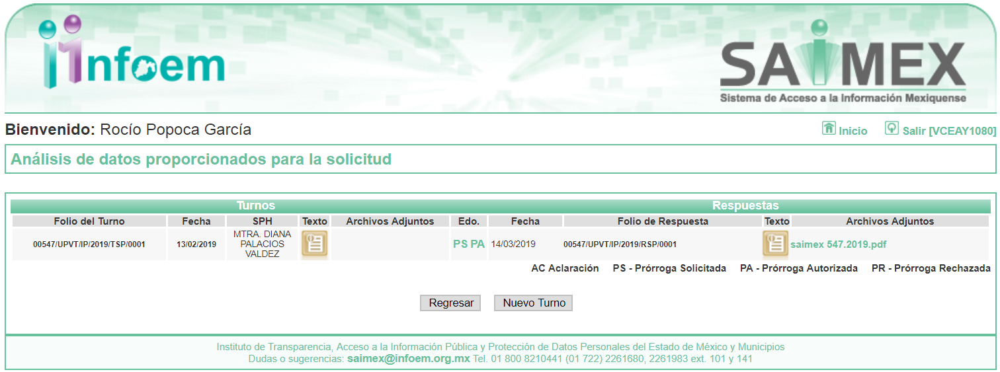 infoem
SAIMEX
Sistema de Acceso a la Información Mexiquense
Bienvenido: Rocío Popoca García
Inicio Salir [VCEAY1080]
Análisis de datos proporcionados para la solicitud
Turnos Respuestas
Folio del Turno Fecha SPH Texto Archivos Adjuntos Edo. Fecha Folio de Respuesta Texto Archivos Adjuntos
00547/UPVT/IP/2019/TSP/0001 13/02/2019 MTRA. DIANA PALACIOS VALDEZ PS PA 14/03/2019 00547/UPVT/IP/2019/RSP/0001 saimex 547.2019.pdf
AC Aclaración PS - Prórroga Solicitada PA - Prórroga Autorizada PR - Prórroga Rechazada
Regresar Nuevo Turno
Instituto de Transparencia, Acceso a la Información Pública y Protección de Datos Personales del Estado de México y Municipios
Dudas o sugerencias: saimex@infoem.org.mx Tel. 01 800 8210441 (01 722) 2261680, 2261983 ext. 101 y 141